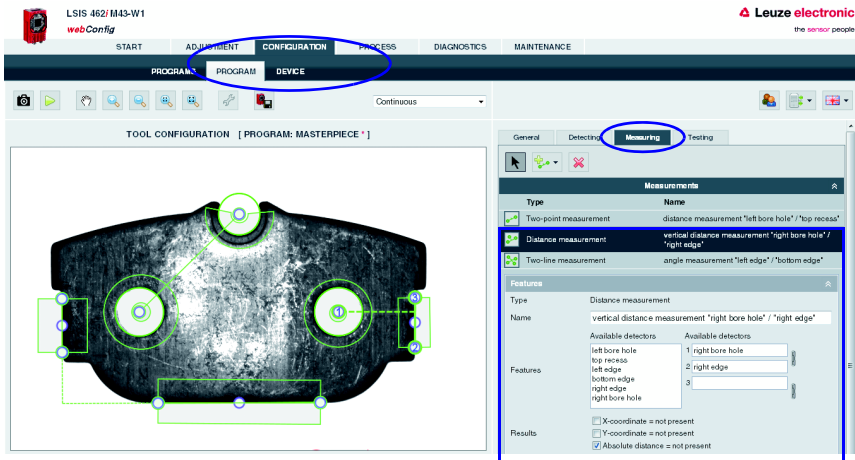 LSIS 462i M43-W1
webConfig
Leuze electronic
the sensor people
START ADJUSTMENT CONFIGURATION PROCESS DIAGNOSTICS MAINTENANCE
PROGRAMS PROGRAM DEVICE
Continuous
TOOL CONFIGURATION [ PROGRAM: MASTERPIECE * ]
General Detecting Measuring Testing
Measurements
Type Name
Two-point measurement distance measurement "left bore hole" / "top recess"
Distance measurement vertical distance measurement "right bore hole" /
"right edge"
Two-line measurement angle measurement "left edge" / "bottom edge"
Features
Type Distance measurement
Name vertical distance measurement "right bore hole" / "right edge"
Available detectors Available detectors
Features
left bore hole
top recess
left edge
bottom edge
right edge
right bore hole
1 right bore hole
2 right edge
3
Results
X-coordinate = not present
Y-coordinate = not present
Absolute distance = not present
3
1
2